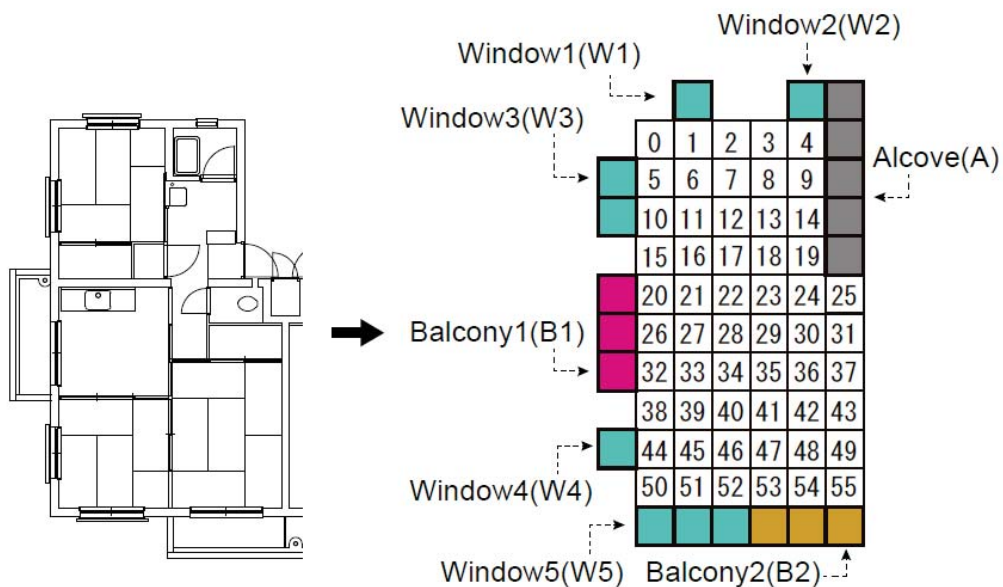 Window2(W2)
Window1(W1)
Window3(W3)
Alcove(A)
0 1 2 3 4
5 6 7 8 9
10 11 12 13 14
15 16 17 18 19
20 21 22 23 24 25
Balcony1(B1)
26 27 28 29 30 31
32 33 34 35 36 37
38 39 40 41 42 43
44 45 46 47 48 49
Window4(W4)
50 51 52 53 54 55
Window5(W5)
Balcony2(B2)